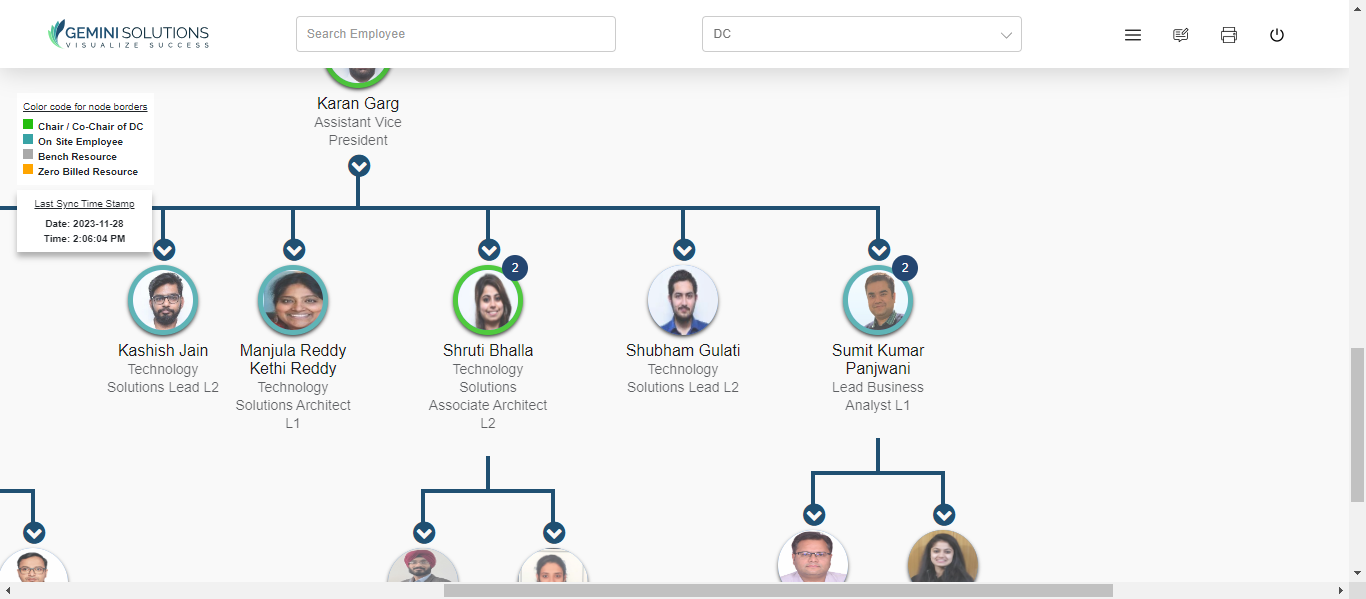 GEMINI SOLUTIONS
VISUALIZE SUCCESS
Search Employee
DC
Color code for node borders
Chair / Co-Chair of DC
On Site Employee
Bench Resource
Zero Billed Resource
Last Sync Time Stamp
Date: 2023-11-28
Time: 2:06:04 PM
Karan Garg
Assistant Vice
President
Kashish Jain
Technology
Solutions Lead L2
Manjula Reddy
Kethi Reddy
Technology
Solutions Architect
L1
2
Shruti Bhalla
Technology
Solutions
Associate Architect
L2
Shubham Gulati
Technology
Solutions Lead L2
2
Sumit Kumar
Panjwani
Lead Business
Analyst L1